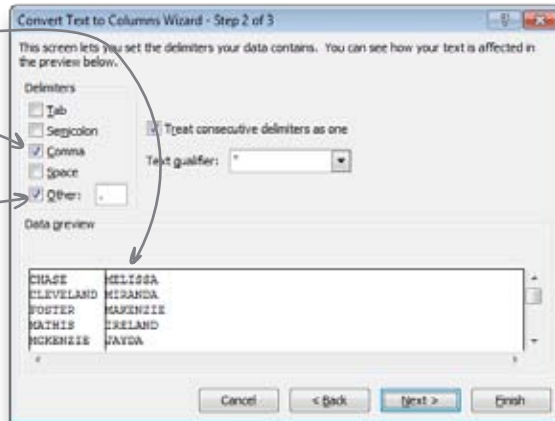 Convert Text to Columns Wizard - Step 2 of 3
This screen lets you set the delimiters your data contains. You can see how your text is affected in
the preview below.
Delimiters
Tab
Semicolon
Comma
Space
Other: .
Treat consecutive delimiters as one
Text qualifier: "
Data preview
CHASE MELISSA
CLEVELAND MIRANDA
FOSTER MAKENZIE
MATHIS IRELAND
MCKENZIE JAYDA
Cancel < Back Next > Finish